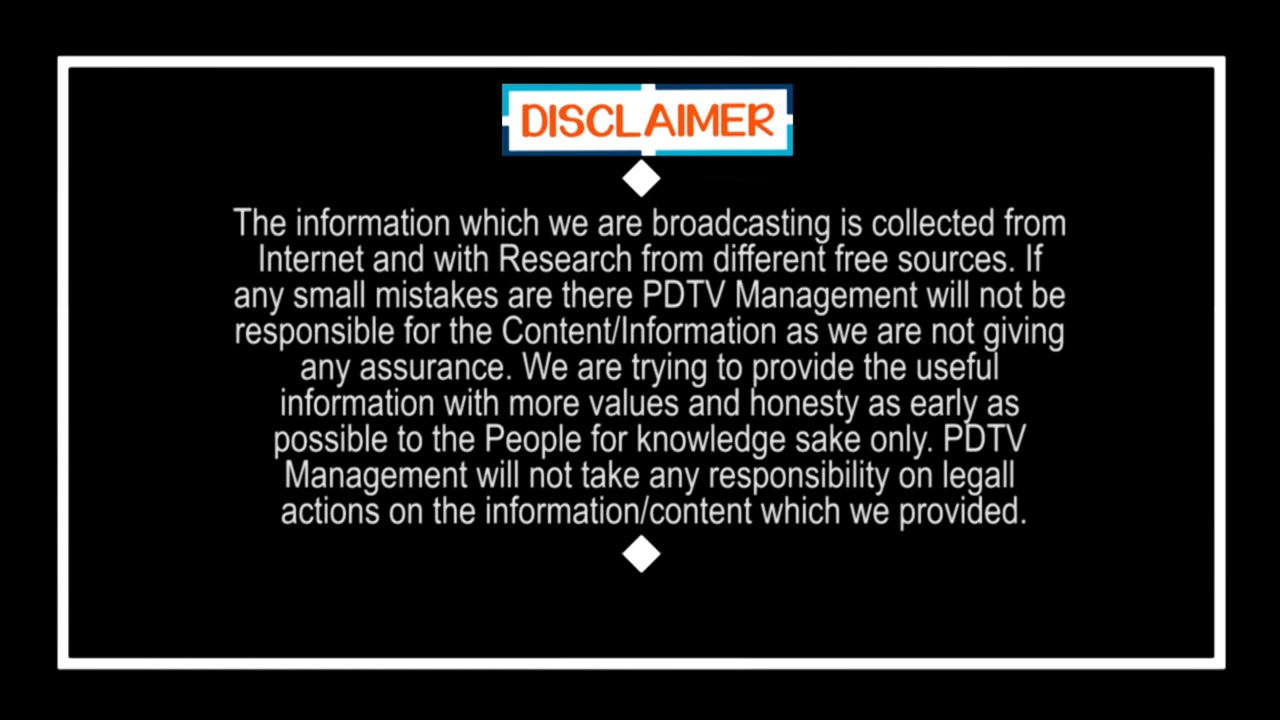 DISCLAIMER
The information which we are broadcasting is collected from
Internet and with Research from different free sources. If
any small mistakes are there PDTV Management will not be
responsible for the Content/Information as we are not giving
any assurance. We are trying to provide the useful
information with more values and honesty as early as
possible to the People for knowledge sake only. PDTV
Management will not take any responsibility on legall
actions on the information/content which we provided.